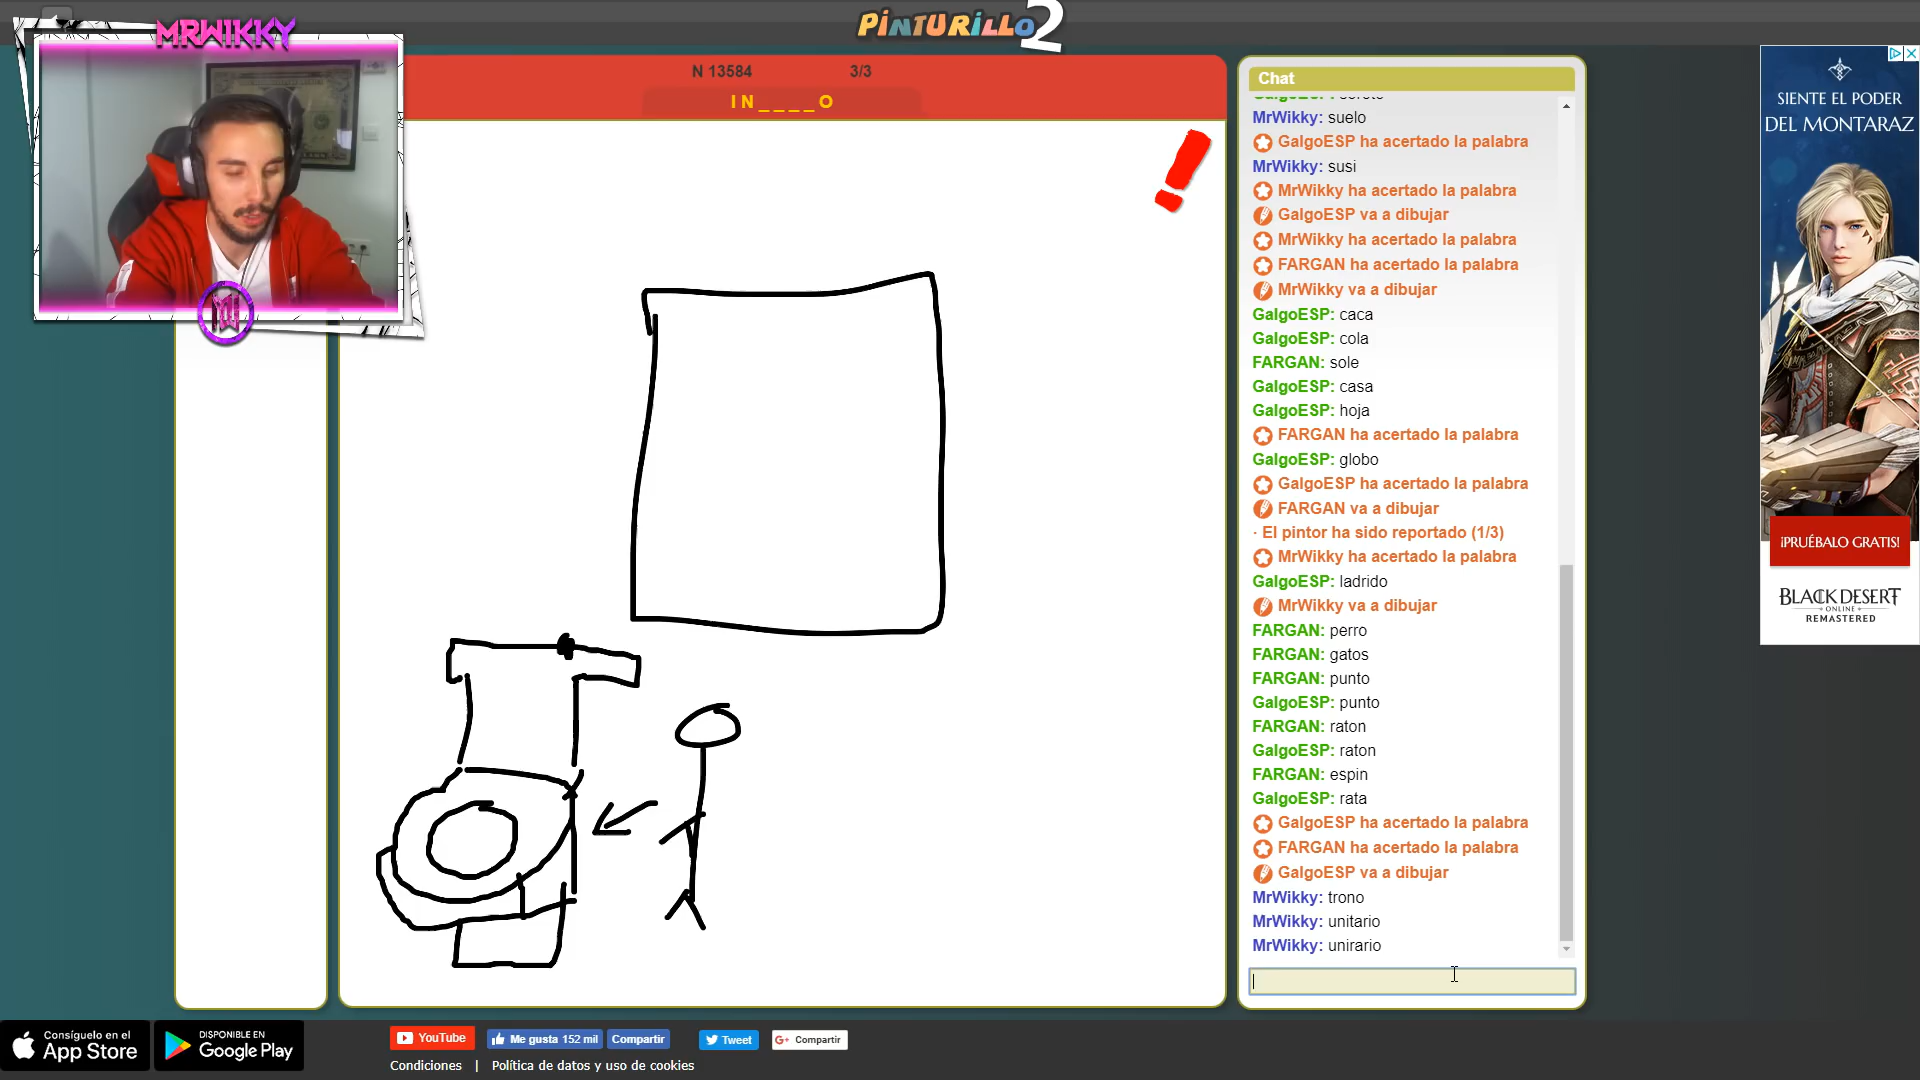 MRWIKKY
PINTURILLO 2
N 13584 3/3
IN____O
Chat
MrWikky: suelo
GalgoESP ha acertado la palabra
MrWikky: susi
MrWikky ha acertado la palabra
GalgoESP va a dibujar
MrWikky ha acertado la palabra
FARGAN ha acertado la palabra
MrWikky va a dibujar
GalgoESP: caca
GalgoESP: cola
FARGAN: sole
GalgoESP: casa
GalgoESP: hoja
FARGAN ha acertado la palabra
GalgoESP: globo
GalgoESP ha acertado la palabra
FARGAN va a dibujar
· El pintor ha sido reportado (1/3)
MrWikky ha acertado la palabra
GalgoESP: ladrido
MrWikky va a dibujar
FARGAN: perro
FARGAN: gatos
FARGAN: punto
GalgoESP: punto
FARGAN: raton
GalgoESP: raton
FARGAN: espin
GalgoESP: rata
GalgoESP ha acertado la palabra
FARGAN ha acertado la palabra
GalgoESP va a dibujar
MrWikky: trono
MrWikky: unitario
MrWikky: unirario
SIENTE EL PODER
DEL MONTARAZ
¡PRUÉBALO GRATIS!
BLACK DESERT
ONLINE
REMASTERED
Consíguelo en el
App Store
DISPONIBLE EN
Google Play
YouTube
Me gusta 152 mil
Compartir
Tweet
G+ Compartir
Condiciones | Política de datos y uso de cookies